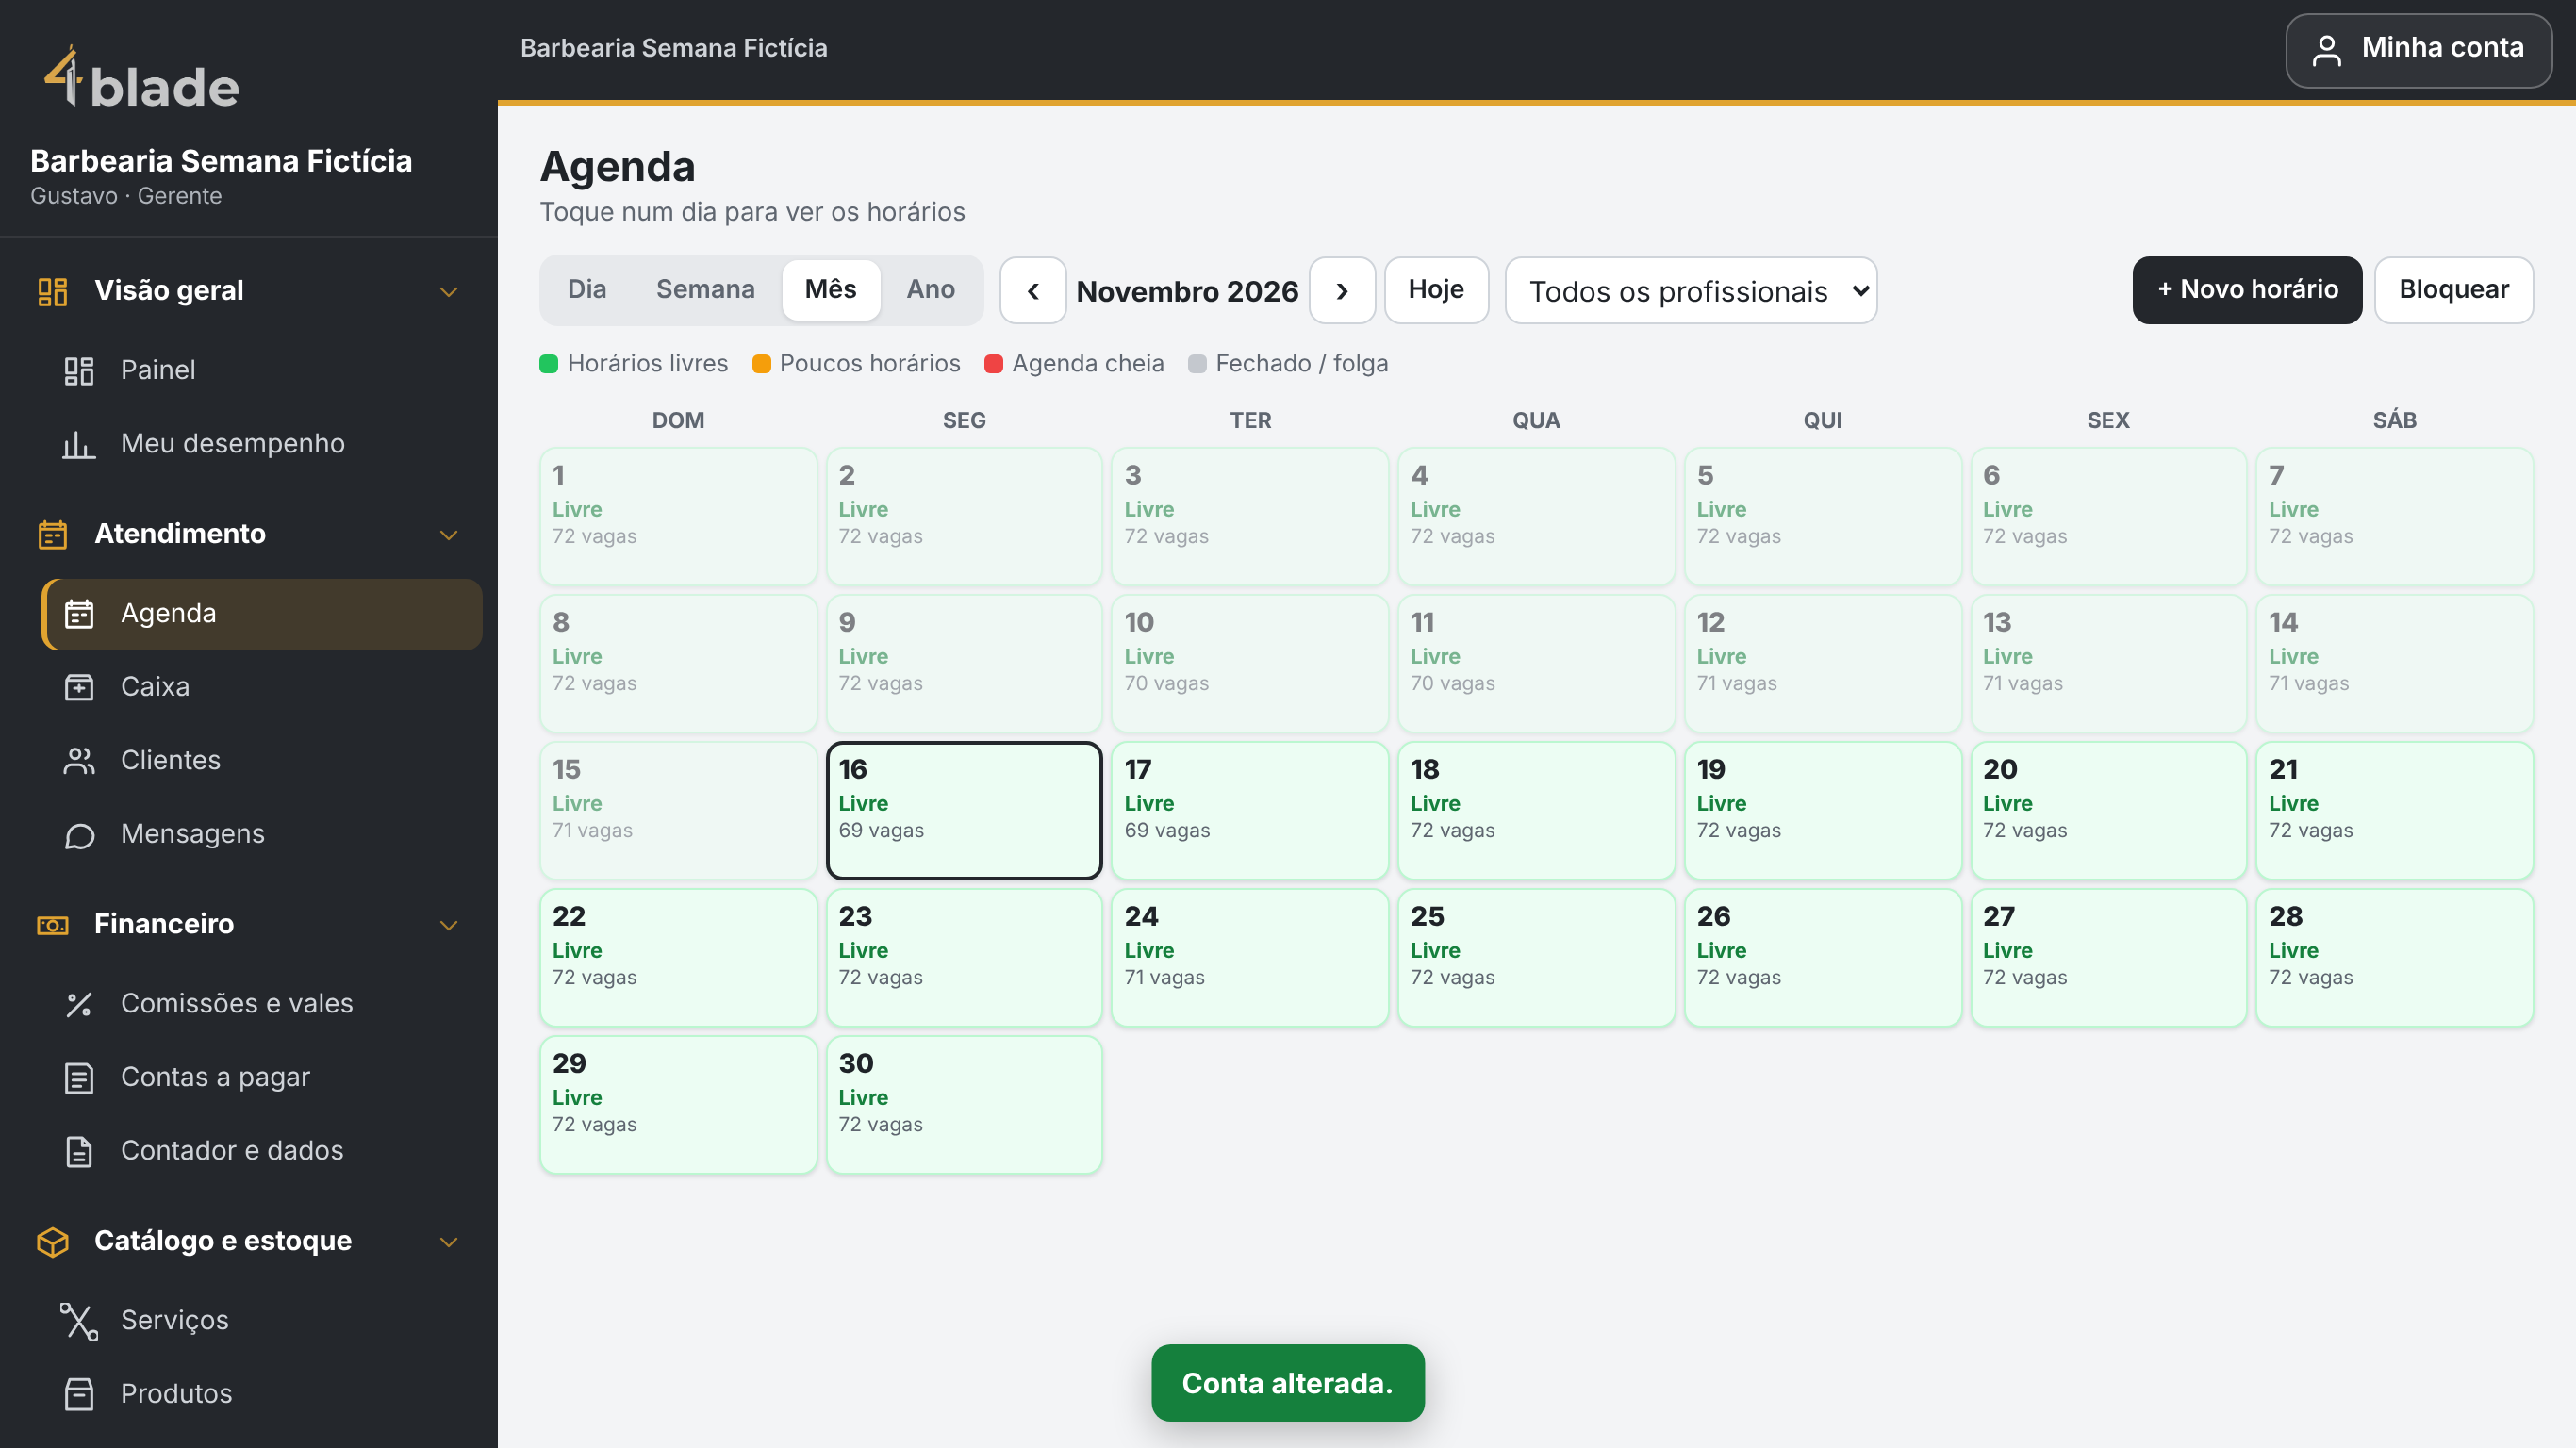 4blade
Barbearia Semana Fictícia
Gustavo · Gerente
Visão geral
Painel
Meu desempenho
Atendimento
Agenda
Caixa
Clientes
Mensagens
Financeiro
Comissões e vales
Contas a pagar
Contador e dados
Catálogo e estoque
Serviços
Produtos
Barbearia Semana Fictícia
Minha conta
Agenda
Toque num dia para ver os horários
Dia Semana Mês Ano ‹ Novembro 2026 › Hoje Todos os profissionais + Novo horário Bloquear
Horários livres Poucos horários Agenda cheia Fechado / folga
DOM SEG TER QUA QUI SEX SÁB
1 2 3 4 5 6 7
Livre Livre Livre Livre Livre Livre Livre
72 vagas 72 vagas 72 vagas 72 vagas 72 vagas 72 vagas 72 vagas
8 9 10 11 12 13 14
Livre Livre Livre Livre Livre Livre Livre
72 vagas 72 vagas 70 vagas 70 vagas 71 vagas 71 vagas 71 vagas
15 16 17 18 19 20 21
Livre Livre Livre Livre Livre Livre Livre
71 vagas 69 vagas 69 vagas 72 vagas 72 vagas 72 vagas 72 vagas
22 23 24 25 26 27 28
Livre Livre Livre Livre Livre Livre Livre
72 vagas 72 vagas 71 vagas 72 vagas 72 vagas 72 vagas 72 vagas
29 30
Livre Livre
72 vagas 72 vagas
Conta alterada.